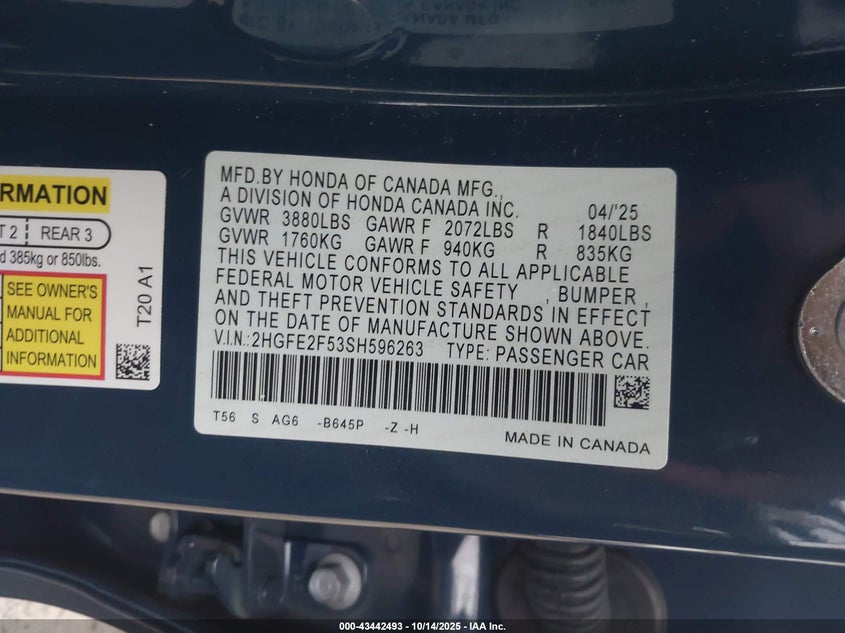 RMATION
T 2 | REAR 3
d 385kg or 850lbs.
SEE OWNER'S
MANUAL FOR
ADDITIONAL
INFORMATION
T20 A1
MFD.BY HONDA OF CANADA MFG.,
A DIVISION OF HONDA CANADA INC. 04/'25
GVWR 3880LBS GAWR F 2072LBS R 1840LBS
GVWR 1760KG GAWR F 940KG R 835KG
THIS VEHICLE CONFORMS TO ALL APPLICABLE
FEDERAL MOTOR VEHICLE SAFETY , BUMPER ,
AND THEFT PREVENTION STANDARDS IN EFFECT
ON THE DATE OF MANUFACTURE SHOWN ABOVE.
V.I.N.:2HGFE2F53SH596263 TYPE: PASSENGER CAR
T56 S AG6 -B645P -Z -H
MADE IN CANADA
000-43442493 - 10/14/2025 - IAA Inc.